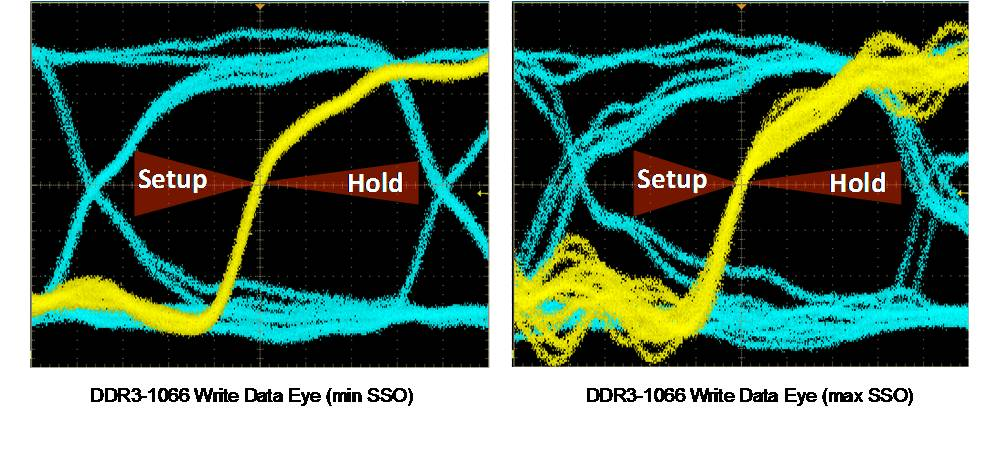 Setup
Hold
Setup
Hold
DDR3-1066 Write Data Eye (min SSO)
DDR3-1066 Write Data Eye (max SSO)